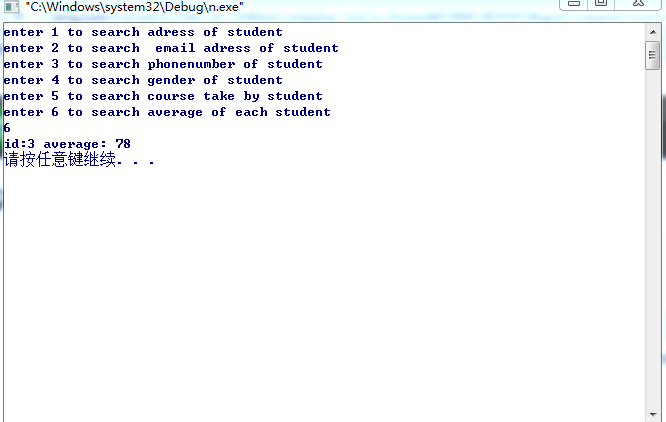 "C:\Windows\system32\Debug\n.exe"
enter 1 to search adress of student
enter 2 to search  email adress of student
enter 3 to search phonenumber of student
enter 4 to search gender of student
enter 5 to search course take by student
enter 6 to search average of each student
6
id:3 average: 78
请按任意键继续. . .